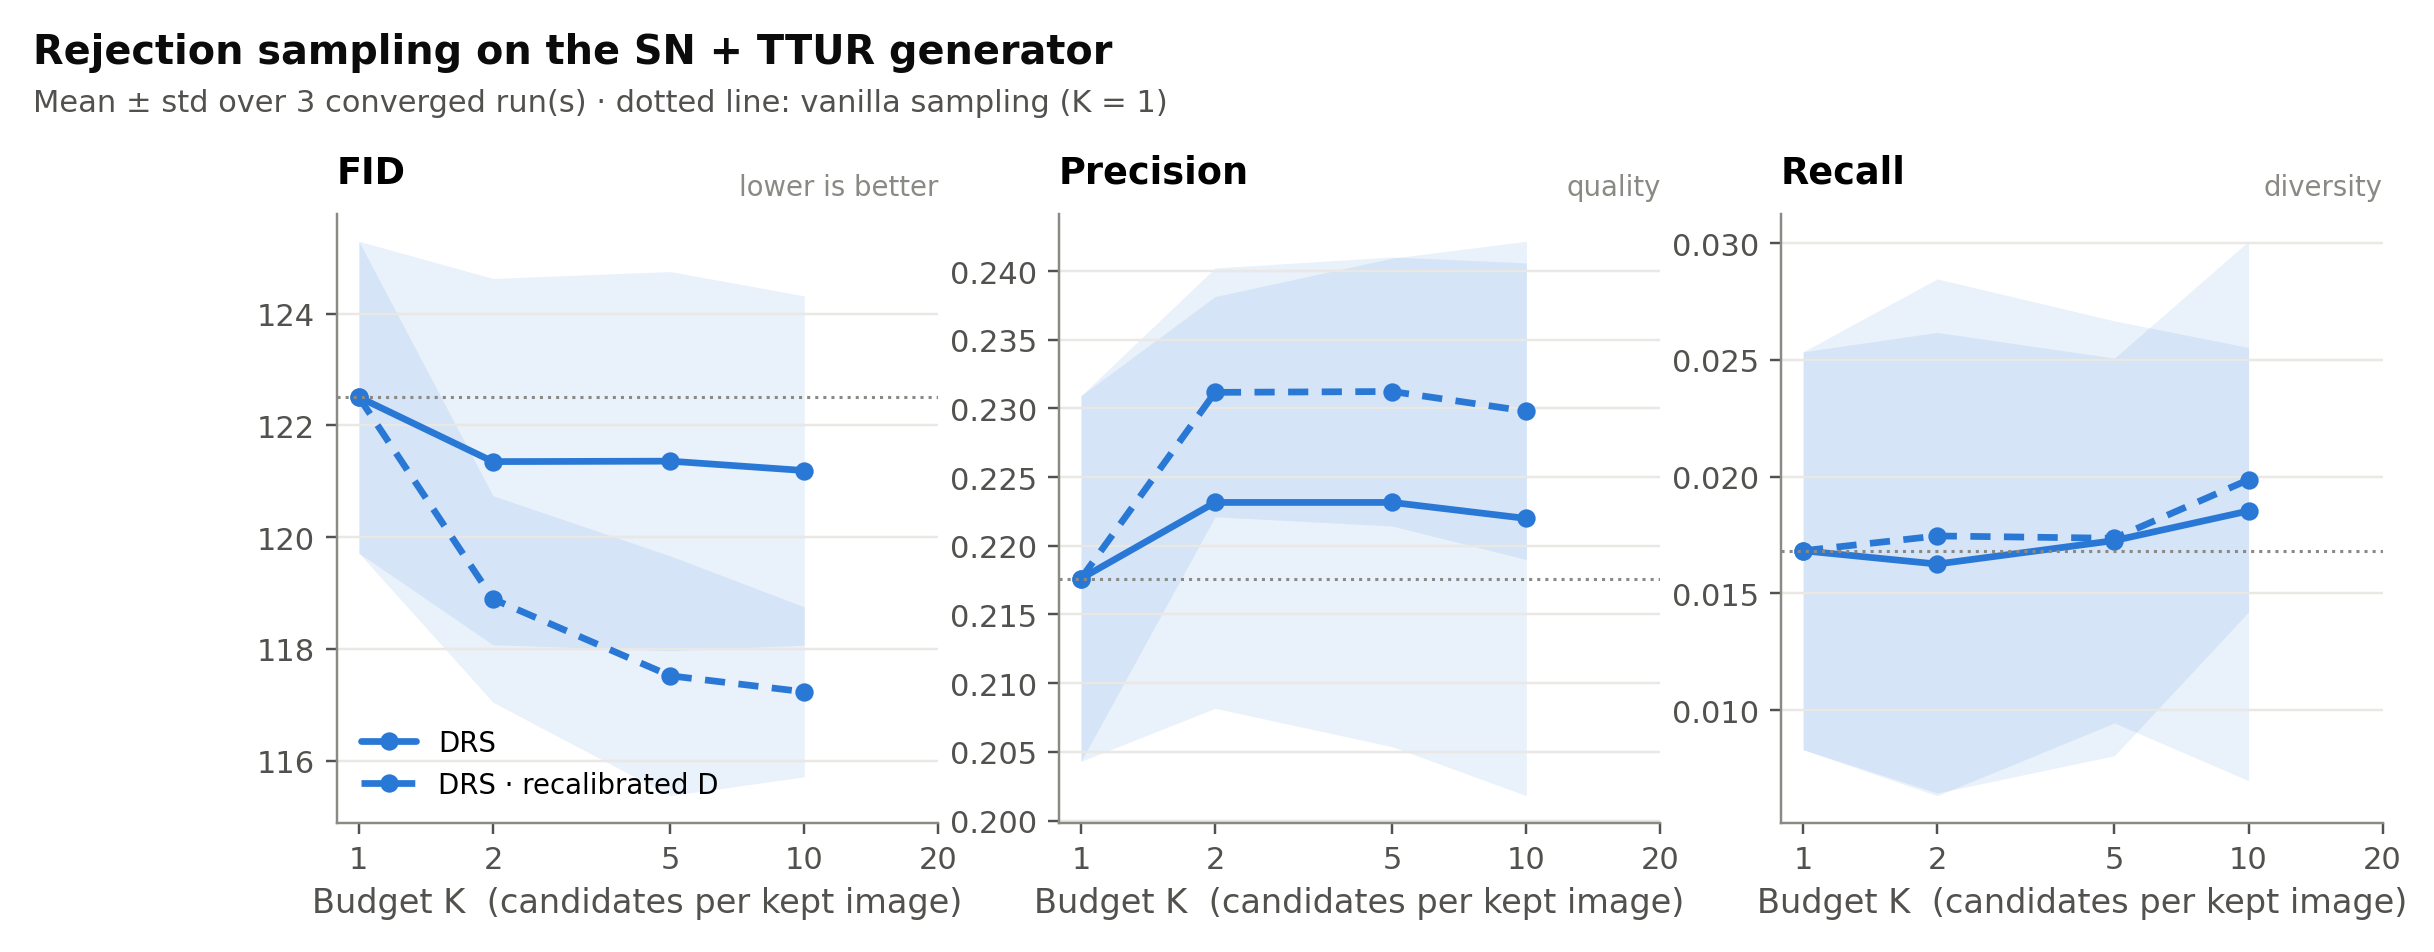 Rejection sampling on the SN + TTUR generator
Mean ± std over 3 converged run(s) · dotted line: vanilla sampling (K = 1)
FID
lower is better
124
122
120
118
116
DRS
DRS · recalibrated D
1 2 5 10 20
Budget K (candidates per kept image)
Precision
quality
0.240
0.235
0.230
0.225
0.220
0.215
0.210
0.205
0.200
1 2 5 10 20
Budget K (candidates per kept image)
Recall
diversity
0.030
0.025
0.020
0.015
0.010
1 2 5 10 20
Budget K (candidates per kept image)